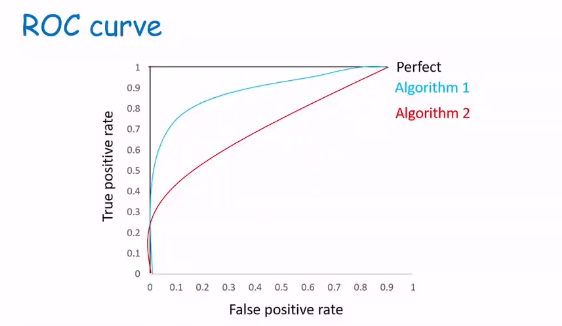 ROC curve
Perfect
Algorithm 1
Algorithm 2
True positive rate
1
0.9
0.8
0.7
0.6
0.5
0.4
0.3
0.2
0.1
0
0 0.1 0.2 0.3 0.4 0.5 0.6 0.7 0.8 0.9 1
False positive rate